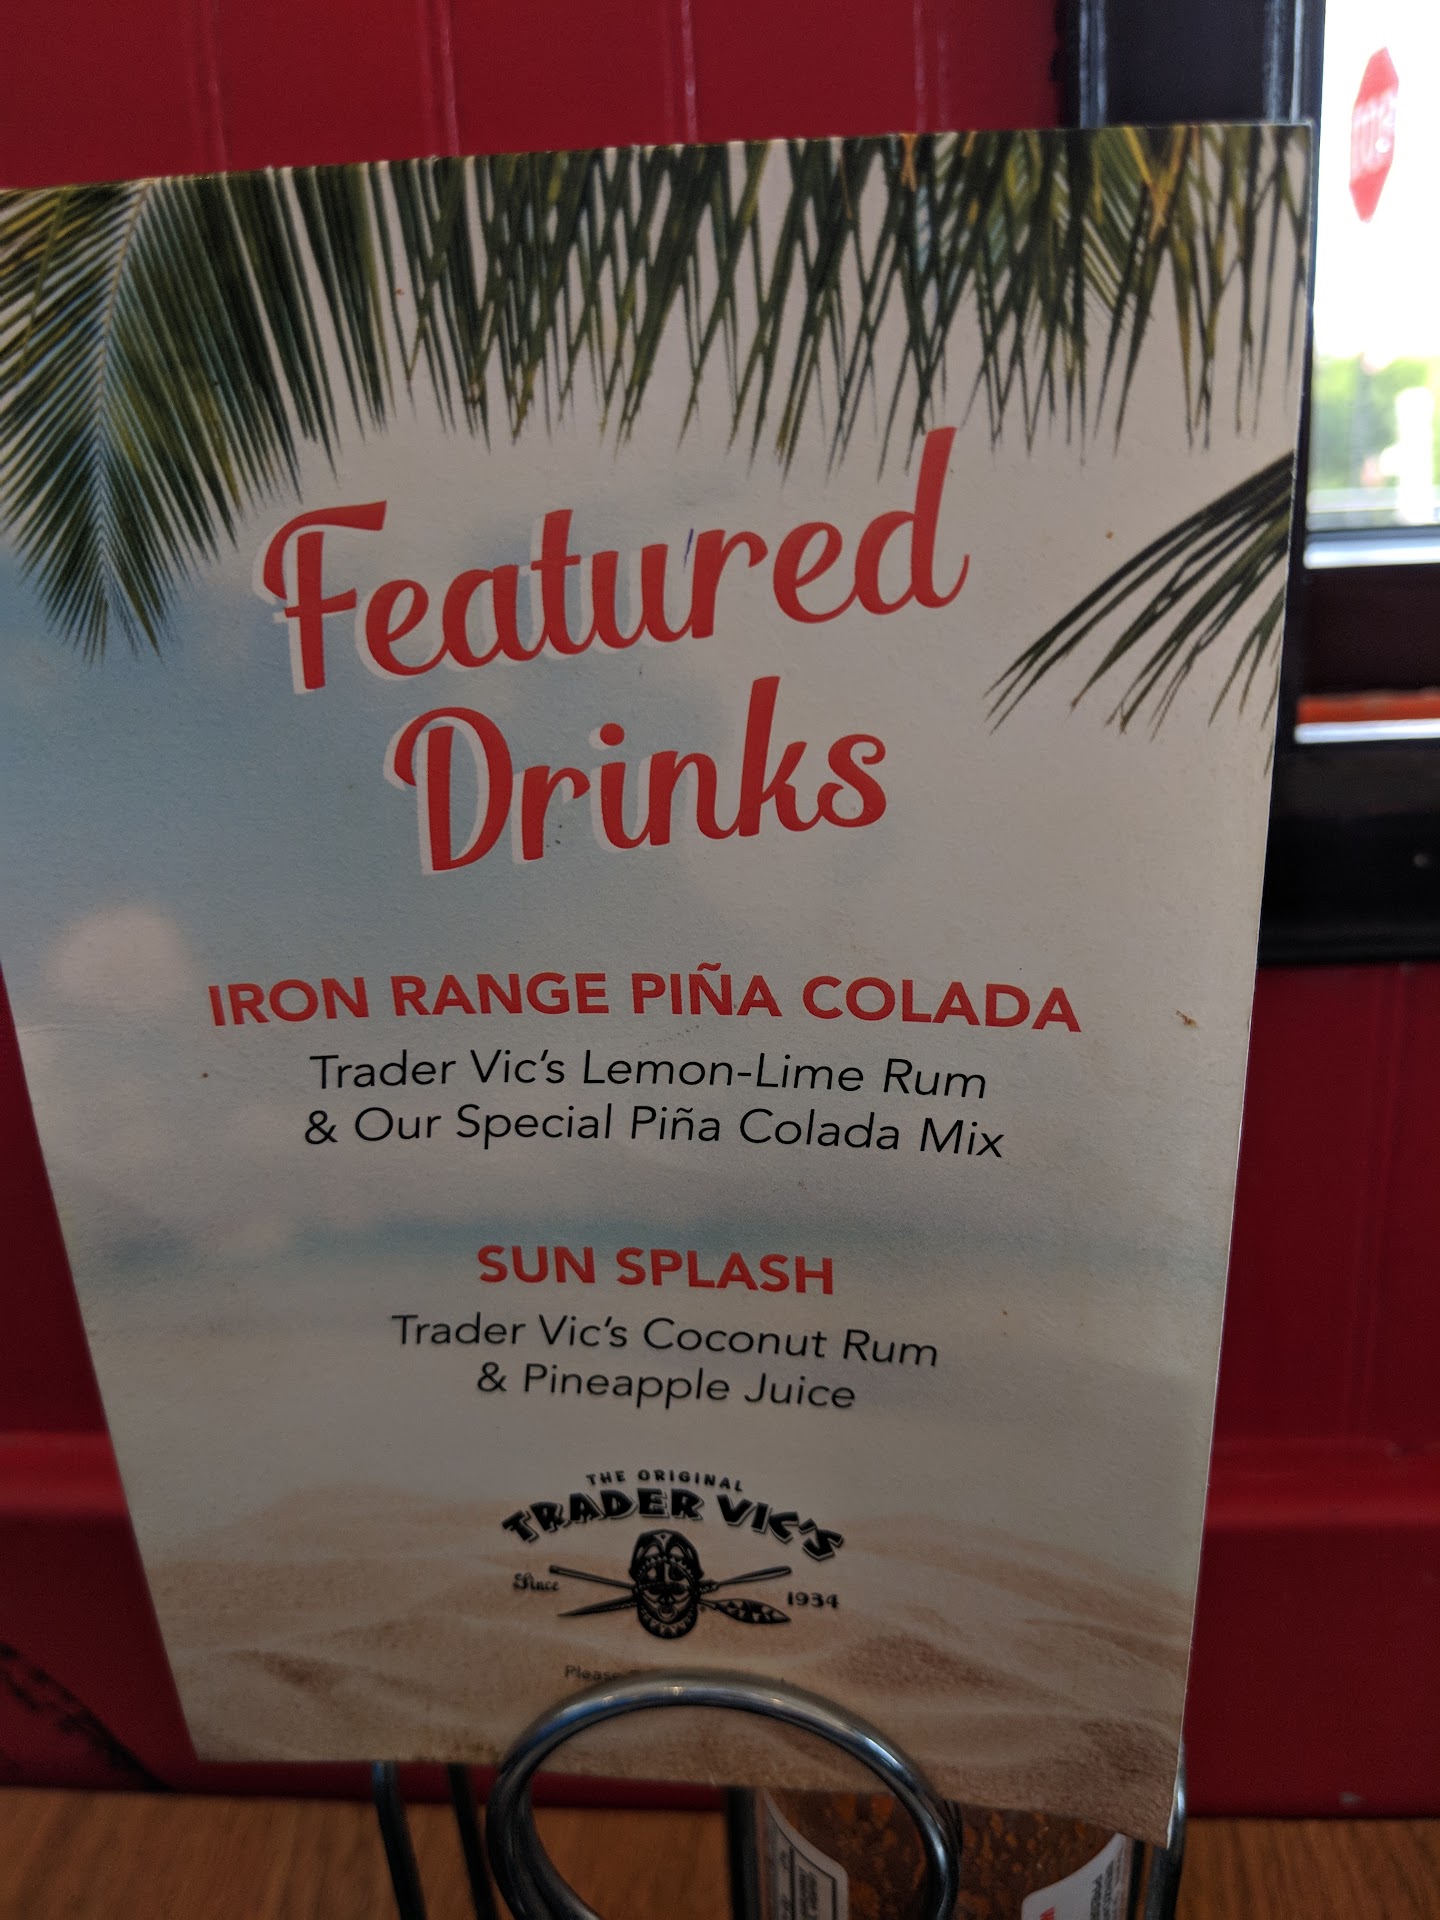 Featured
Drinks
IRON RANGE PIÑA COLADA
Trader Vic's Lemon-Lime Rum
& Our Special Piña Colada Mix
SUN SPLASH
Trader Vic's Coconut Rum
& Pineapple Juice
THE ORIGINAL
TRADER VIC'S
Since 1934